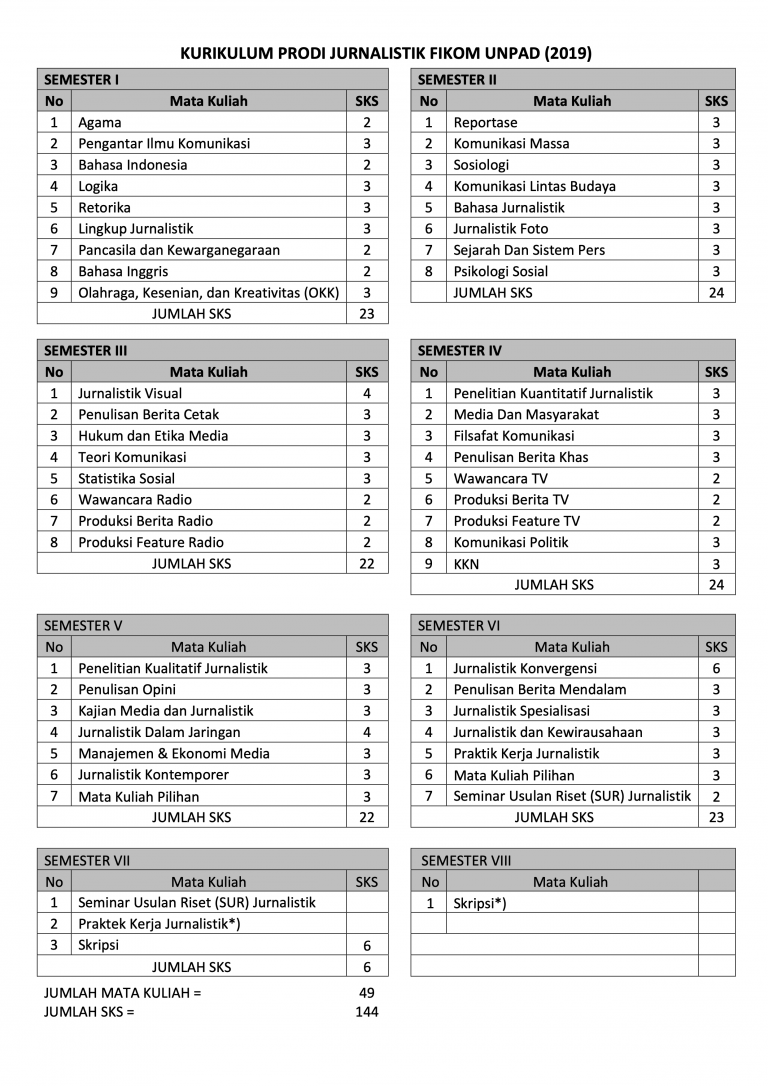 KURIKULUM PRODI JURNALISTIK FIKOM UNPAD (2019)
SEMESTER I
No Mata Kuliah SKS
1 Agama 2
2 Pengantar Ilmu Komunikasi 3
3 Bahasa Indonesia 2
4 Logika 3
5 Retorika 3
6 Lingkup Jurnalistik 3
7 Pancasila dan Kewarganegaraan 2
8 Bahasa Inggris 2
9 Olahraga, Kesenian, dan Kreativitas (OKK) 3
JUMLAH SKS 23
SEMESTER II
No Mata Kuliah SKS
1 Reportase 3
2 Komunikasi Massa 3
3 Sosiologi 3
4 Komunikasi Lintas Budaya 3
5 Bahasa Jurnalistik 3
6 Jurnalistik Foto 3
7 Sejarah Dan Sistem Pers 3
8 Psikologi Sosial 3
JUMLAH SKS 24
SEMESTER III
No Mata Kuliah SKS
1 Jurnalistik Visual 4
2 Penulisan Berita Cetak 3
3 Hukum dan Etika Media 3
4 Teori Komunikasi 3
5 Statistika Sosial 3
6 Wawancara Radio 2
7 Produksi Berita Radio 2
8 Produksi Feature Radio 2
JUMLAH SKS 22
SEMESTER IV
No Mata Kuliah SKS
1 Penelitian Kuantitatif Jurnalistik 3
2 Media Dan Masyarakat 3
3 Filsafat Komunikasi 3
4 Penulisan Berita Khas 3
5 Wawancara TV 2
6 Produksi Berita TV 2
7 Produksi Feature TV 2
8 Komunikasi Politik 3
9 KKN 3
JUMLAH SKS 24
SEMESTER V
No Mata Kuliah SKS
1 Penelitian Kualitatif Jurnalistik 3
2 Penulisan Opini 3
3 Kajian Media dan Jurnalistik 3
4 Jurnalistik Dalam Jaringan 4
5 Manajemen & Ekonomi Media 3
6 Jurnalistik Kontemporer 3
7 Mata Kuliah Pilihan 3
JUMLAH SKS 22
SEMESTER VI
No Mata Kuliah SKS
1 Jurnalistik Konvergensi 6
2 Penulisan Berita Mendalam 3
3 Jurnalistik Spesialisasi 3
4 Jurnalistik dan Kewirausahaan 3
5 Praktik Kerja Jurnalistik 3
6 Mata Kuliah Pilihan 3
7 Seminar Usulan Riset (SUR) Jurnalistik 2
JUMLAH SKS 23
SEMESTER VII
No Mata Kuliah SKS
1 Seminar Usulan Riset (SUR) Jurnalistik
2 Praktek Kerja Jurnalistik*)
3 Skripsi 6
JUMLAH SKS 6
SEMESTER VIII
No Mata Kuliah
1 Skripsi*)
JUMLAH MATA KULIAH = 49
JUMLAH SKS = 144